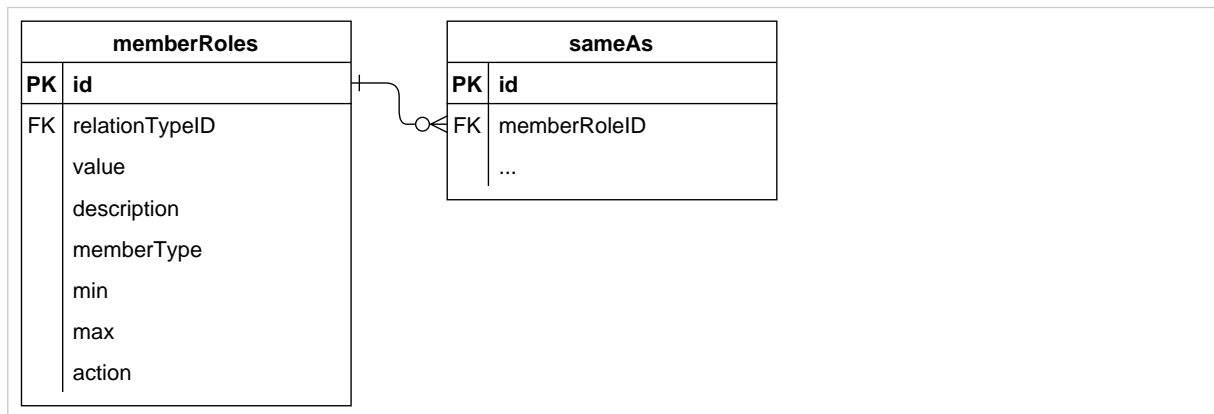 memberRoles
PK id
FK relationTypeID
value
description
memberType
min
max
action
sameAs
PK id
FK memberRoleID
...